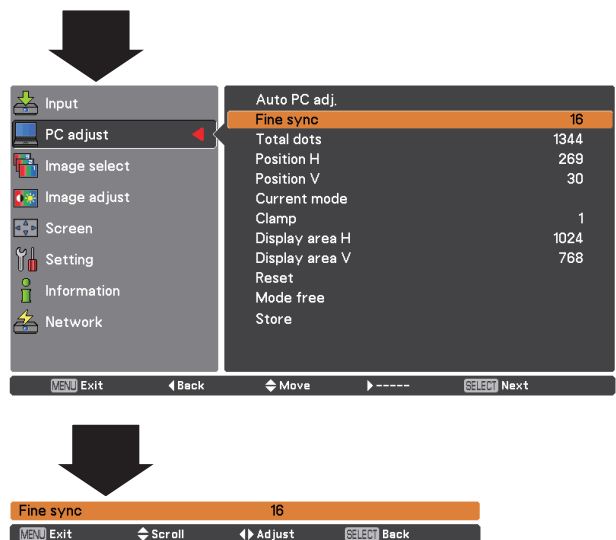 Input
PC adjust
Image select
Image adjust
Screen
Setting
Information
Network
Auto PC adj.
Fine sync 16
Total dots 1344
Position H 269
Position V 30
Current mode
Clamp 1
Display area H 1024
Display area V 768
Reset
Mode free
Store
MENU Exit Back Move ----- SELECT Next
Fine sync 16
MENU Exit Scroll Adjust SELECT Back